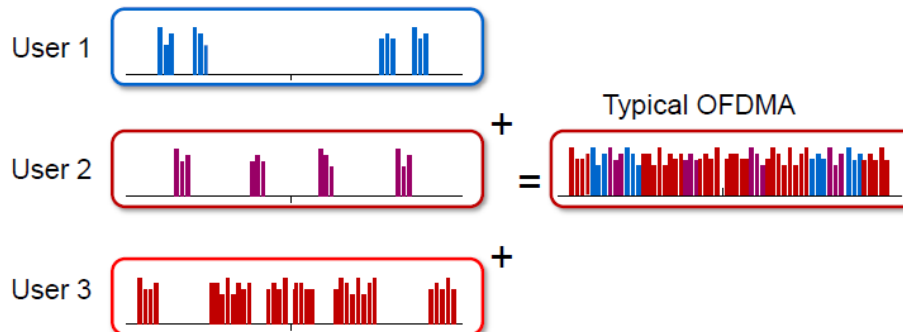 User 1
Typical OFDMA
+
User 2
=
+
User 3